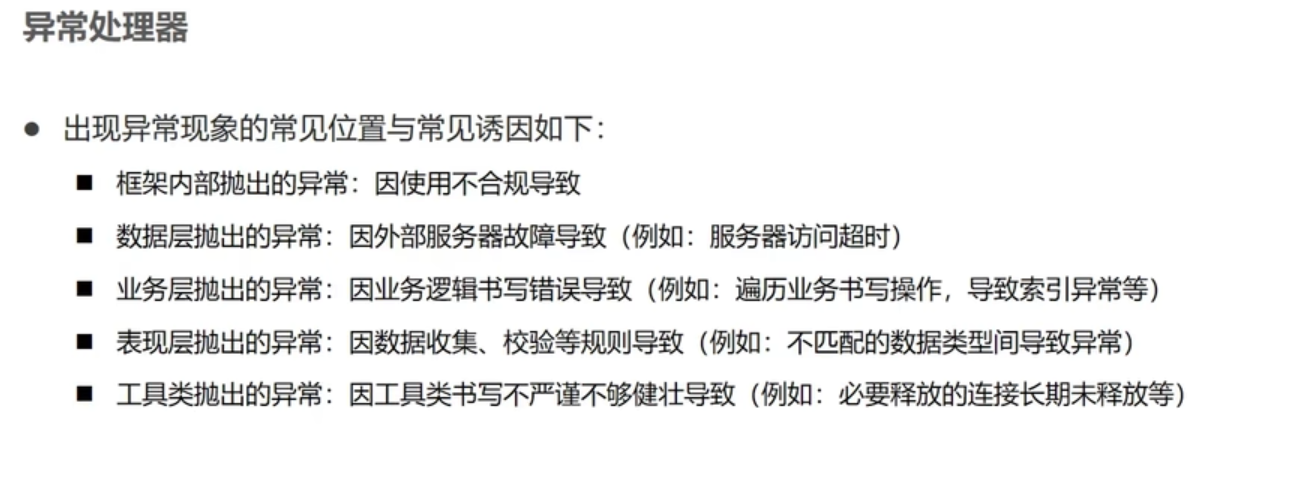 异常处理器
● 出现异常现象的常见位置与常见诱因如下：
■ 框架内部抛出的异常：因使用不合规导致
■ 数据层抛出的异常：因外部服务器故障导致（例如：服务器访问超时）
■ 业务层抛出的异常：因业务逻辑书写错误导致（例如：遍历业务书写操作，导致索引异常等）
■ 表现层抛出的异常：因数据收集、校验等规则导致（例如：不匹配的数据类型间导致异常）
■ 工具类抛出的异常：因工具类书写不严谨不够健壮导致（例如：必要释放的连接长期未释放等）